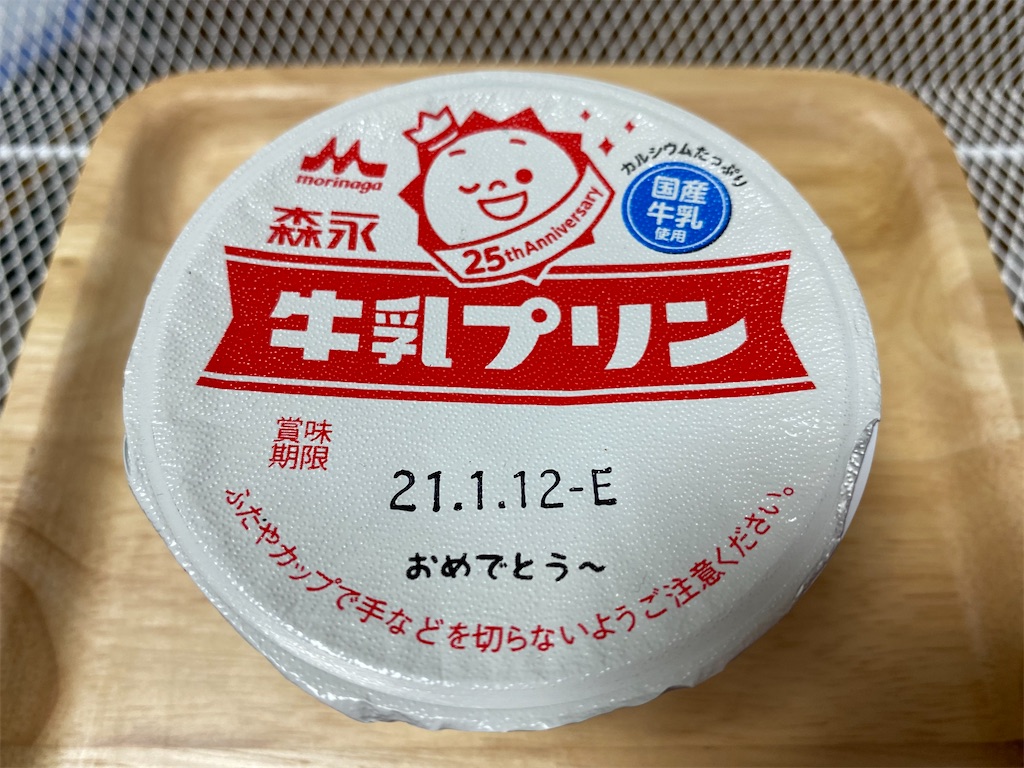 morinaga
森永
25thAnniversary
カルシウムたっぷり
国産
牛乳
使用
牛乳プリン
賞味
期限
21.1.12-E
おめでとう〜
ふたやカップで手などを切らないようご注意ください。